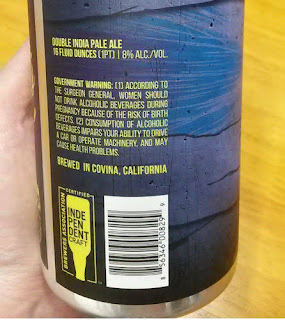 DOUBLE INDIA PALE ALE
16 FLUID OUNCES (1PT) | 8% ALC./VOL.
GOVERNMENT WARNING: (1) ACCORDING TO
THE SURGEON GENERAL, WOMEN SHOULD
NOT DRINK ALCOHOLIC BEVERAGES DURING
PREGNANCY BECAUSE OF THE RISK OF BIRTH
DEFECTS. (2) CONSUMPTION OF ALCOHOLIC
BEVERAGES IMPAIRS YOUR ABILITY TO DRIVE
A CAR OR OPERATE MACHINERY, AND MAY
CAUSE HEALTH PROBLEMS.
BREWED IN COVINA, CALIFORNIA
CERTIFIED
BREWERS ASSOCIATION
INDE
PEN
DENT
CRAFT